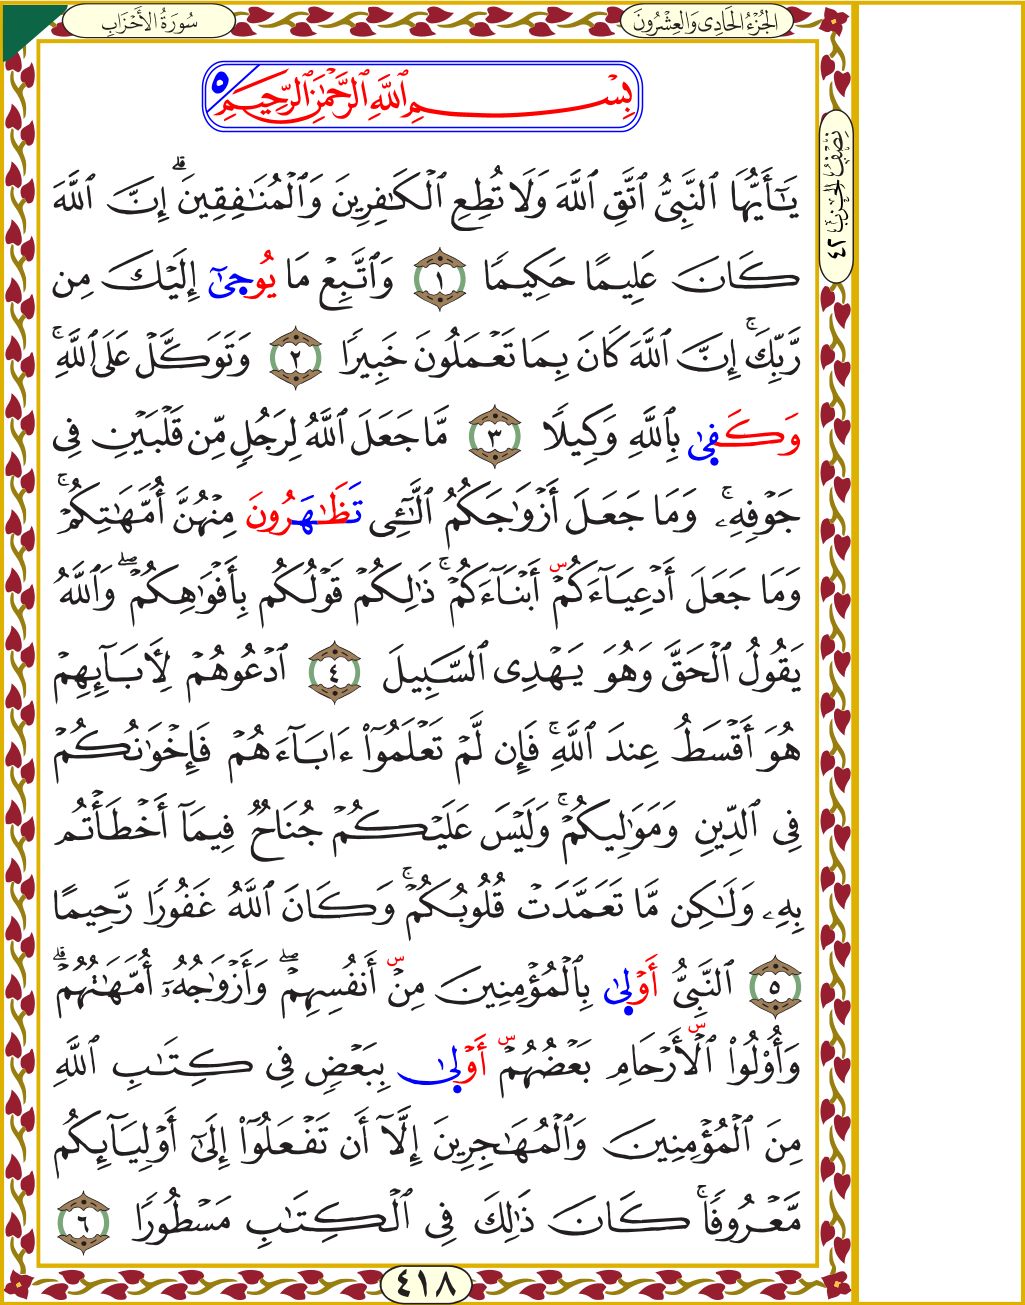 سُورَةُ الأَحْزَابِ
الجُزْءُ الحَادِى وَالعِشْرُونَ
نِصْفُ الحِزْبِ ٤٢
بِسْمِ ٱللَّهِ ٱلرَّحْمَٰنِ ٱلرَّحِيمِ ٥
يَٰٓأَيُّهَا ٱلنَّبِىُّ ٱتَّقِ ٱللَّهَ وَلَا تُطِعِ ٱلْكَٰفِرِينَ وَٱلْمُنَٰفِقِينَ ۗ إِنَّ ٱللَّهَ
كَانَ عَلِيمًا حَكِيمًا ١ وَٱتَّبِعْ مَا يُوحَىٰٓ إِلَيْكَ مِن
رَّبِّكَ ۚ إِنَّ ٱللَّهَ كَانَ بِمَا تَعْمَلُونَ خَبِيرًا ٢ وَتَوَكَّلْ عَلَى ٱللَّهِ ۚ
وَكَفَىٰ بِٱللَّهِ وَكِيلًا ٣ مَّا جَعَلَ ٱللَّهُ لِرَجُلٍ مِّن قَلْبَيْنِ فِى
جَوْفِهِۦ ۚ وَمَا جَعَلَ أَزْوَٰجَكُمُ ٱلَّٰٓـِٔى تَظَٰهَرُونَ مِنْهُنَّ أُمَّهَٰتِكُمْ ۚ
وَمَا جَعَلَ أَدْعِيَآءَكُمْ أَبْنَآءَكُمْ ۚ ذَٰلِكُمْ قَوْلُكُم بِأَفْوَٰهِكُمْ ۖ وَٱللَّهُ
يَقُولُ ٱلْحَقَّ وَهُوَ يَهْدِى ٱلسَّبِيلَ ٤ ٱدْعُوهُمْ لِأَبَآئِهِمْ
هُوَ أَقْسَطُ عِندَ ٱللَّهِ ۚ فَإِن لَّمْ تَعْلَمُوٓا۟ ءَابَآءَهُمْ فَإِخْوَٰنُكُمْ
فِى ٱلدِّينِ وَمَوَٰلِيكُمْ ۚ وَلَيْسَ عَلَيْكُمْ جُنَاحٌ فِيمَآ أَخْطَأْتُم
بِهِۦ وَلَٰكِن مَّا تَعَمَّدَتْ قُلُوبُكُمْ ۚ وَكَانَ ٱللَّهُ غَفُورًا رَّحِيمًا
٥ ٱلنَّبِىُّ أَوْلَىٰ بِٱلْمُؤْمِنِينَ مِنْ أَنفُسِهِمْ ۖ وَأَزْوَٰجُهُۥٓ أُمَّهَٰتُهُمْ ۗ
وَأُو۟لُوا۟ ٱلْأَرْحَامِ بَعْضُهُمْ أَوْلَىٰ بِبَعْضٍ فِى كِتَٰبِ ٱللَّهِ
مِنَ ٱلْمُؤْمِنِينَ وَٱلْمُهَٰجِرِينَ إِلَّآ أَن تَفْعَلُوٓا۟ إِلَىٰٓ أَوْلِيَآئِكُم
مَّعْرُوفًا ۚ كَانَ ذَٰلِكَ فِى ٱلْكِتَٰبِ مَسْطُورًا ٦
٤١٨